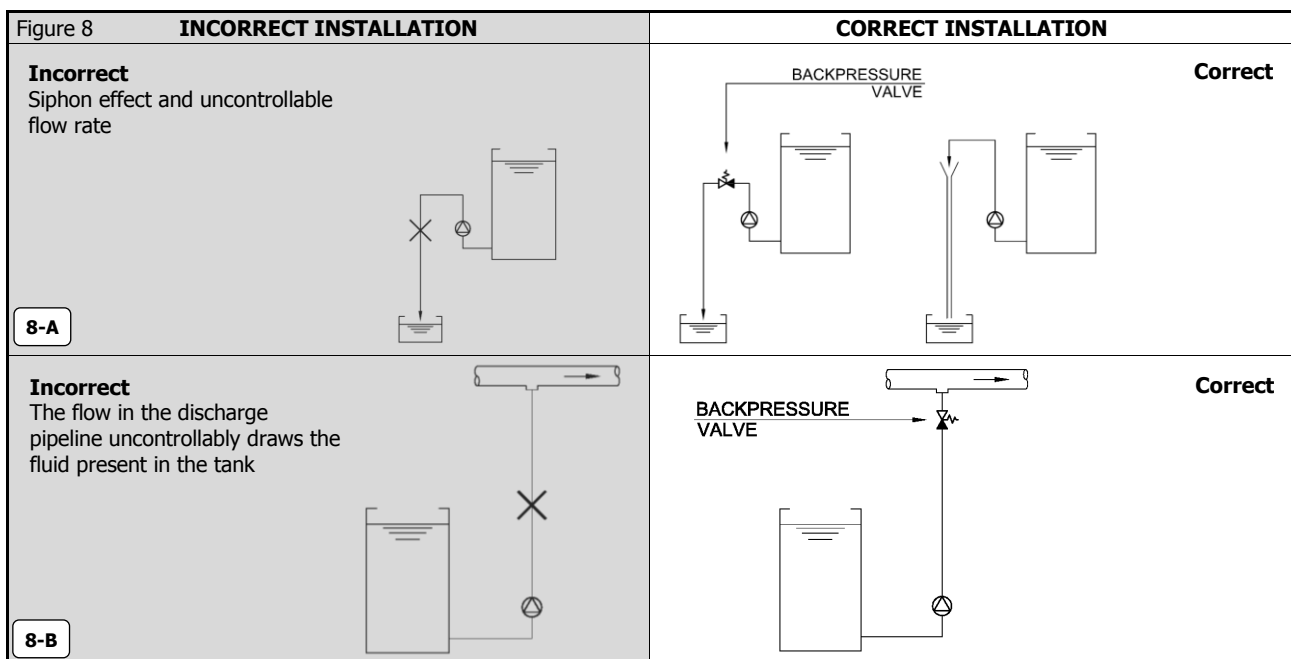 Figure 8
INCORRECT INSTALLATION
CORRECT INSTALLATION
Incorrect
Siphon effect and uncontrollable
flow rate
8-A
BACKPRESSURE
VALVE
Correct
Incorrect
The flow in the discharge
pipeline uncontrollably draws the
fluid present in the tank
8-B
BACKPRESSURE
VALVE
Correct